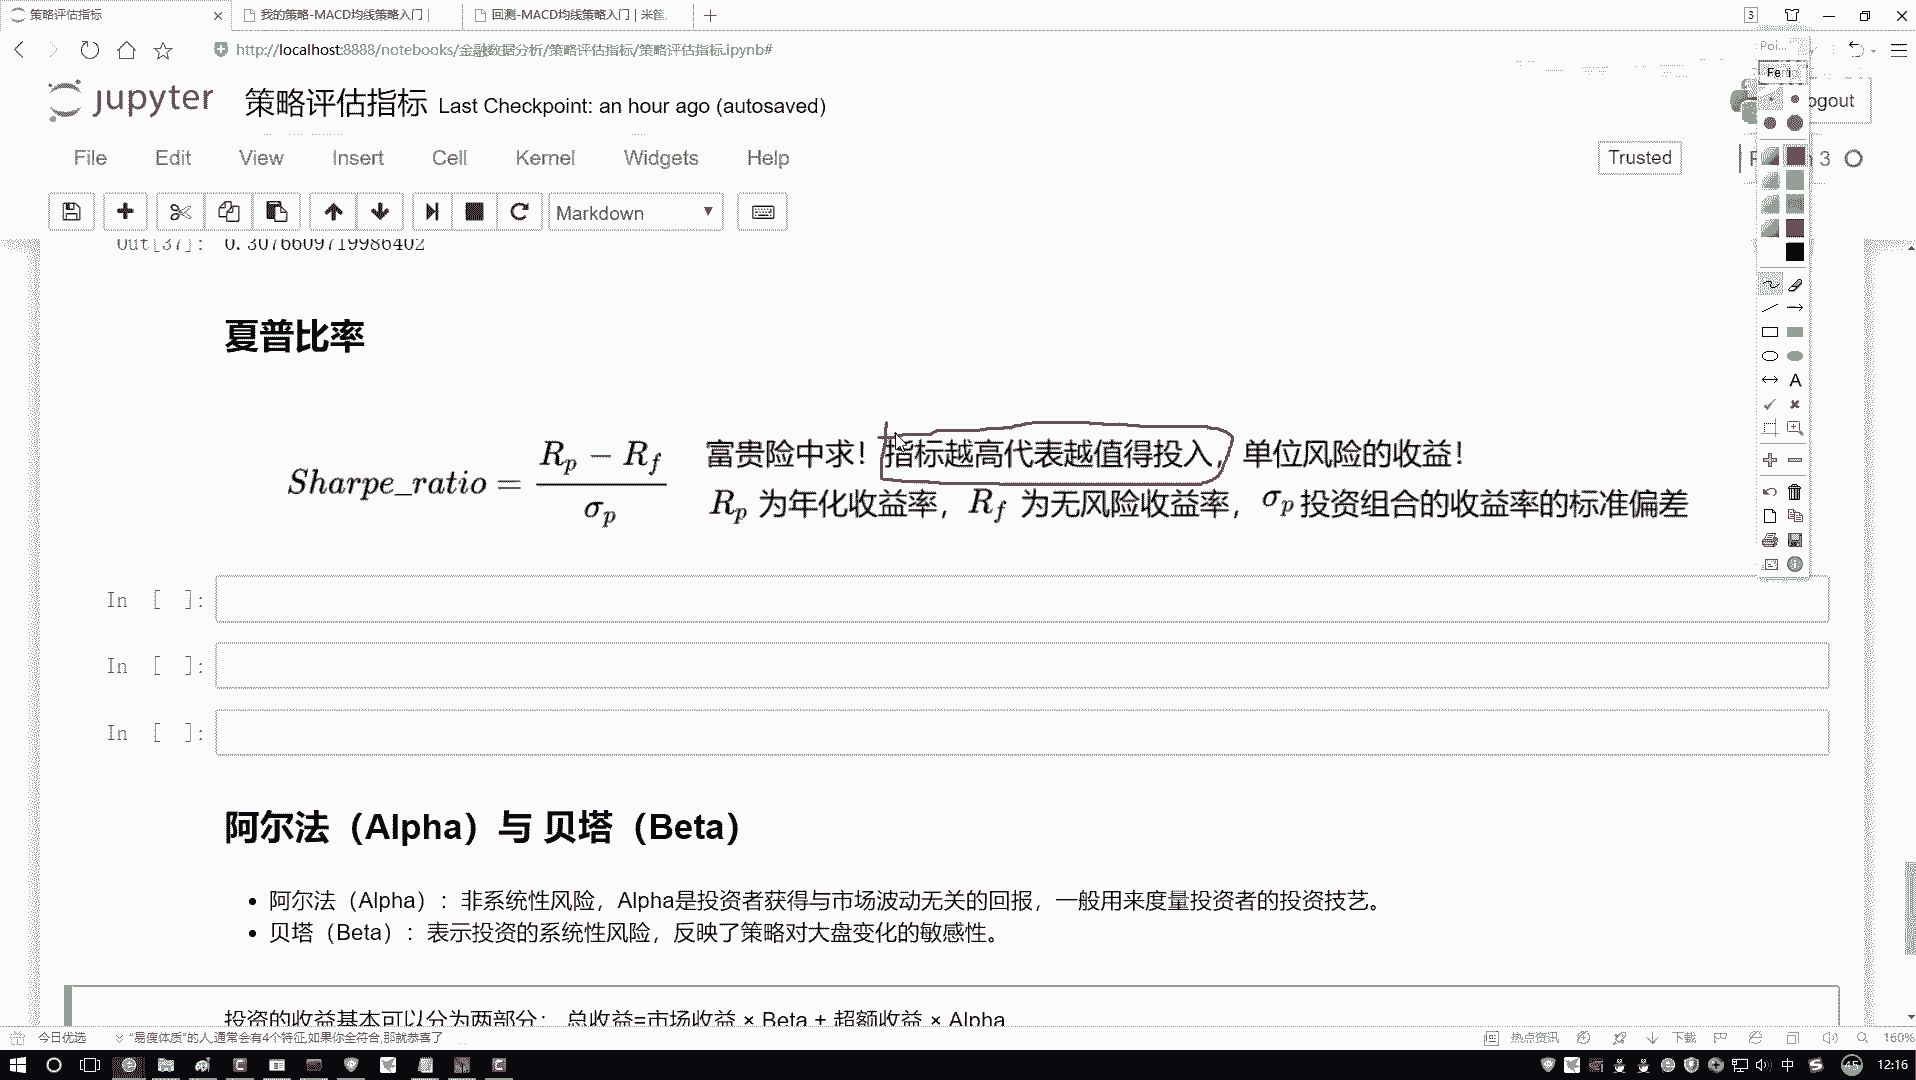 策略评估指标
我的策略-MACD均线策略入门 |
回测-MACD均线策略入门 | 米筐
3
http://localhost:8888/notebooks/金融数据分析/策略评估指标/策略评估指标.ipynb#
jupyter 策略评估指标 Last Checkpoint: an hour ago (autosaved)
ogout
File Edit View Insert Cell Kernel Widgets Help
Trusted
3
Markdown
Out[37]: 0.3076609719986402
夏普比率
Sharpe_ratio = (R_p − R_f) / σ_p
富贵险中求！指标越高代表越值得投入，单位风险的收益！
R_p 为年化收益率，R_f 为无风险收益率，σ_p 投资组合的收益率的标准偏差
In [ ]:
In [ ]:
In [ ]:
阿尔法（Alpha）与 贝塔（Beta）
• 阿尔法（Alpha）：非系统性风险，Alpha是投资者获得与市场波动无关的回报，一般用来度量投资者的投资技艺。
• 贝塔（Beta）：表示投资的系统性风险，反映了策略对大盘变化的敏感性。
投资的收益基本可以分为两部分： 总收益=市场收益 × Beta + 超额收益 × Alpha
今日优选
“易瘦体质”的人,通常会有4个特征,如果你全符合,那就恭喜了
热点资讯
下载
160%
中
45
12:16